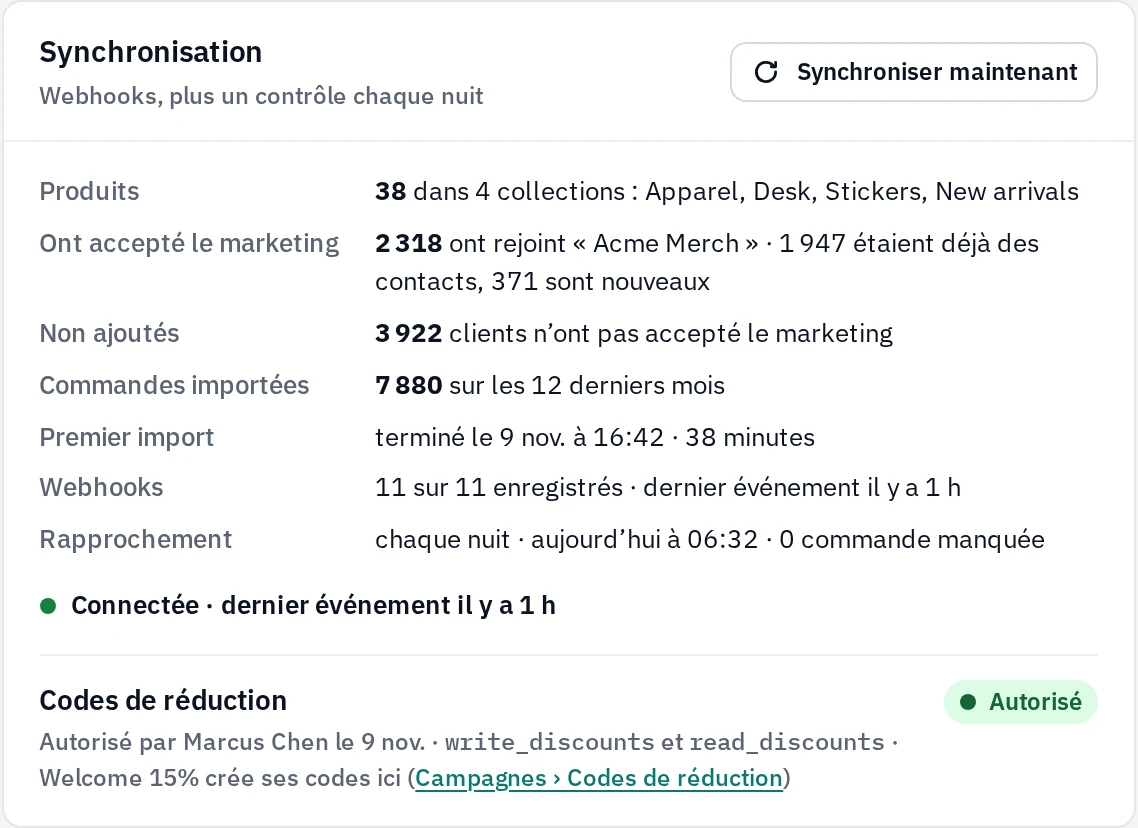 Synchronisation
Webhooks, plus un contrôle chaque nuit
Synchroniser maintenant
Produits 38 dans 4 collections : Apparel, Desk, Stickers, New arrivals
Ont accepté le marketing 2 318 ont rejoint « Acme Merch » · 1 947 étaient déjà des
contacts, 371 sont nouveaux
Non ajoutés 3 922 clients n’ont pas accepté le marketing
Commandes importées 7 880 sur les 12 derniers mois
Premier import terminé le 9 nov. à 16:42 · 38 minutes
Webhooks 11 sur 11 enregistrés · dernier événement il y a 1 h
Rapprochement chaque nuit · aujourd’hui à 06:32 · 0 commande manquée
Connectée · dernier événement il y a 1 h
Codes de réduction
Autorisé
Autorisé par Marcus Chen le 9 nov. · write_discounts et read_discounts ·
Welcome 15% crée ses codes ici (Campagnes › Codes de réduction)